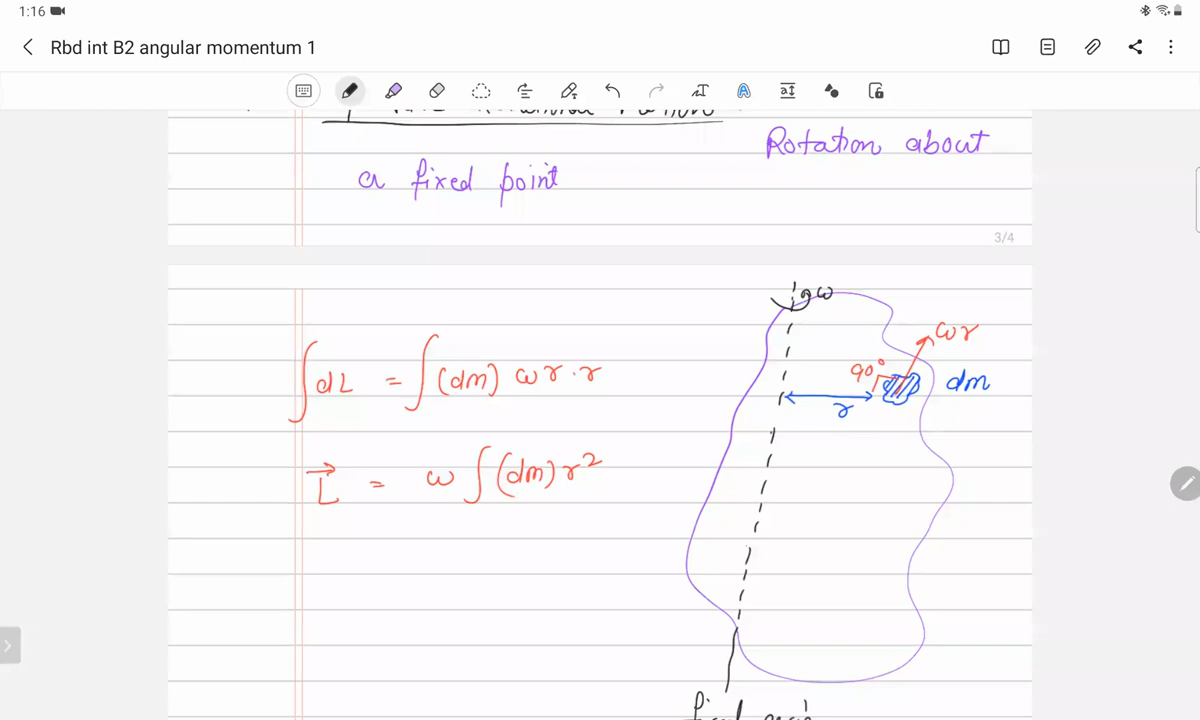 1:16
Rbd int B2 angular momentum 1
Rotation about
a fixed point
3/4
ω
ωr
90°
dm
r
∫dL = ∫(dm) ωr·r
L⃗ = ω ∫(dm)r²